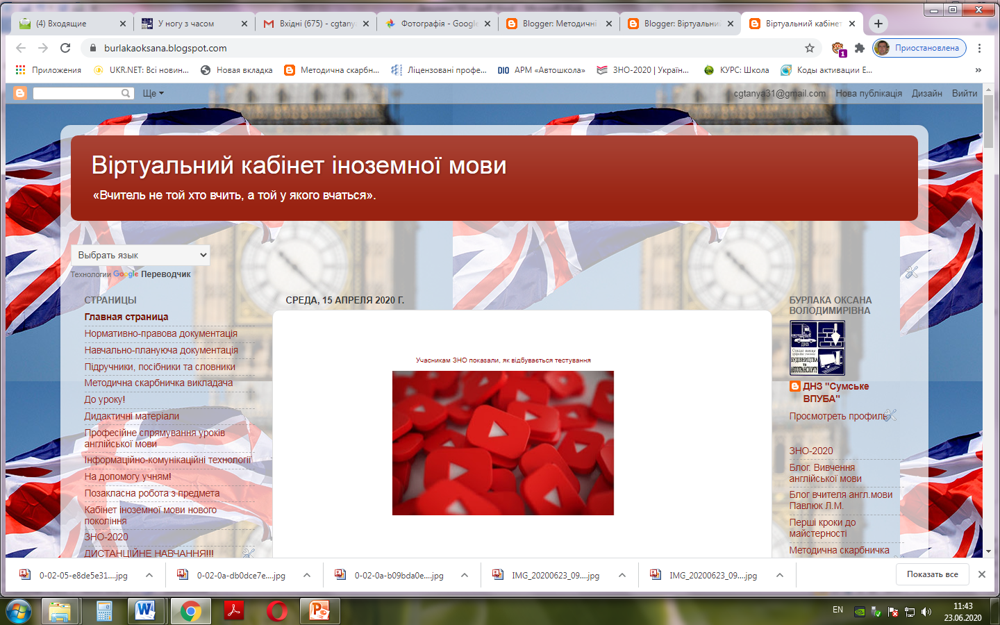 (4) Входящие
У ногу з часом
Вхідні (675) - cgtany
Фотографія - Google
Blogger: Методичні
Blogger: Віртуальний
Віртуальний кабінет
burlakaoksana.blogspot.com
1
Приостановлена
Приложения
UKR.NET: Всі новин...
Новая вкладка
Методична скарбн...
Ліцензовані профе...
DIO АРМ «Автошкола»
ЗНО-2020 | Україн...
КУРС: Школа
Коды активации Е...
»
Ще
cgtanya31@gmail.com
Нова публікація
Дизайн
Вийти
Віртуальний кабінет іноземної мови
«Вчитель не той хто вчить, а той у якого вчаться».
Выбрать язык
Технологии Google Переводчик
СТРАНИЦЫ
Главная страница
Нормативно-правова документація
Навчально-плануюча документація
Підручники, посібники та словники
Методична скарбничка викладача
До уроку!
Дидактичні матеріали
Професійне спрямування уроків
англійської мови
Інформаційно-комунікаційні технології
На допомогу учням!
Позакласна робота з предмета
Кабінет іноземної мови нового
покоління
ЗНО-2020
ДИСТАНЦІЙНЕ НАВЧАННЯ!!!
СРЕДА, 15 АПРЕЛЯ 2020 Г.
Учасникам ЗНО показали, як відбувається тестування
БУРЛАКА ОКСАНА
ВОЛОДИМИРІВНА
ДНЗ
БУДІВНИЦТВА
та
АВТОТРАНСПОРТУ
ДНЗ "Сумське
ВПУБА"
Просмотреть профиль
ЗНО-2020
Блог. Вивчення
англійської мови
Блог вчителя англ.мови
Павлюк Л.М.
Перші кроки до
майстерності
Методична скарбничка
0-02-05-e8de5e31....jpg
0-02-0a-db0dce7e....jpg
0-02-0a-b09bda0e....jpg
IMG_20200623_09....jpg
IMG_20200623_09....jpg
Показать все
EN
11:43
23.06.2020